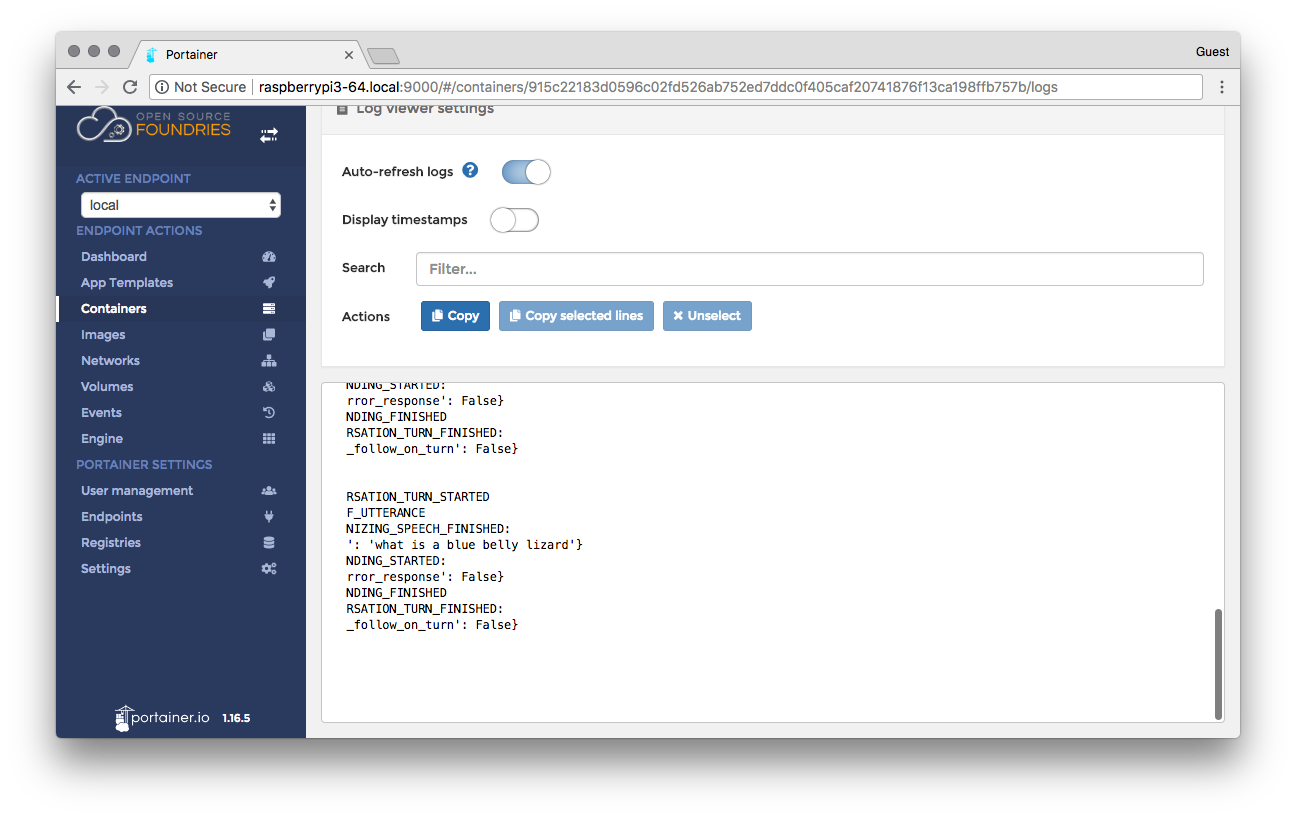 Portainer
Guest
Not Secure raspberrypi3-64.local:9000/#/containers/915c22183d0596c02fd526ab752ed7ddc0f405caf20741876f13ca198ffb757b/logs
OPEN SOURCE
FOUNDRIES
ACTIVE ENDPOINT
local
ENDPOINT ACTIONS
Dashboard
App Templates
Containers
Images
Networks
Volumes
Events
Engine
PORTAINER SETTINGS
User management
Endpoints
Registries
Settings
portainer.io 1.16.5
Log viewer settings
Auto-refresh logs ?
Display timestamps
Search Filter...
Actions Copy Copy selected lines Unselect
NDING_STARTED:
rror_response': False}
NDING_FINISHED
RSATION_TURN_FINISHED:
_follow_on_turn': False}
RSATION_TURN_STARTED
F_UTTERANCE
NIZING_SPEECH_FINISHED:
': 'what is a blue belly lizard'}
NDING_STARTED:
rror_response': False}
NDING_FINISHED
RSATION_TURN_FINISHED:
_follow_on_turn': False}